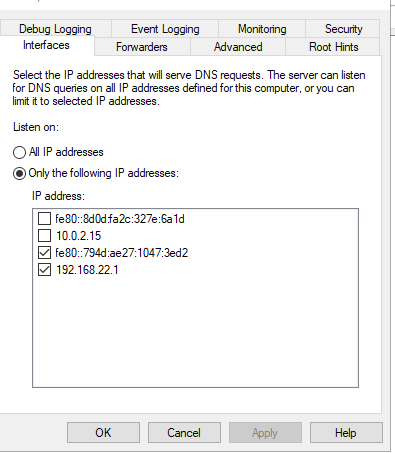 Debug Logging Event Logging Monitoring Security
Interfaces Forwarders Advanced Root Hints
Select the IP addresses that will serve DNS requests. The server can listen
for DNS queries on all IP addresses defined for this computer, or you can
limit it to selected IP addresses.
Listen on:
All IP addresses
Only the following IP addresses:
IP address:
fe80::8d0d:fa2c:327e:6a1d
10.0.2.15
fe80::794d:ae27:1047:3ed2
192.168.22.1
OK Cancel Apply Help